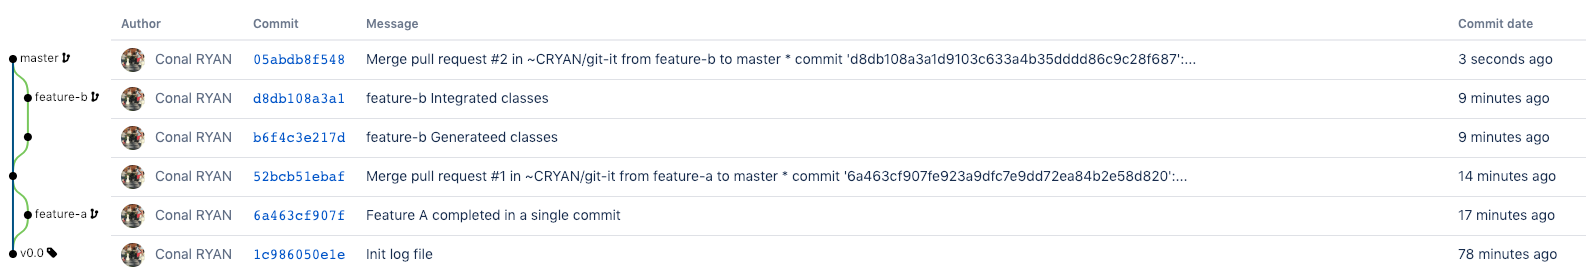 Author Commit Message Commit date
master Conal RYAN 05abdb8f548 Merge pull request #2 in ~CRYAN/git-it from feature-b to master * commit 'd8db108a3a1d9103c633a4b35dddd86c9c28f687':... 3 seconds ago
feature-b Conal RYAN d8db108a3a1 feature-b Integrated classes 9 minutes ago
Conal RYAN b6f4c3e217d feature-b Generateed classes 9 minutes ago
Conal RYAN 52bcb51ebaf Merge pull request #1 in ~CRYAN/git-it from feature-a to master * commit '6a463cf907fe923a9dfc7e9dd72ea84b2e58d820':... 14 minutes ago
feature-a Conal RYAN 6a463cf907f Feature A completed in a single commit 17 minutes ago
v0.0 Conal RYAN 1c986050e1e Init log file 78 minutes ago